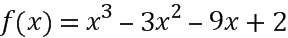 f(x) = x³ – 3x² – 9x + 2